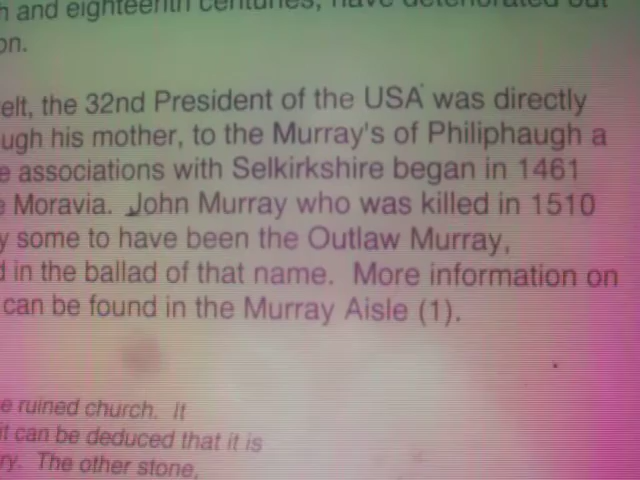 h and eighteenth centuries, have deteriorated
on.
elt, the 32nd President of the USA was directly
ugh his mother, to the Murray's of Philiphaugh a
e associations with Selkirkshire began in 1461
e Moravia. John Murray who was killed in 1510
y some to have been the Outlaw Murray,
d in the ballad of that name. More information on
can be found in the Murray Aisle (1).
e ruined church. It
it can be deduced that it is
ry. The other stone,